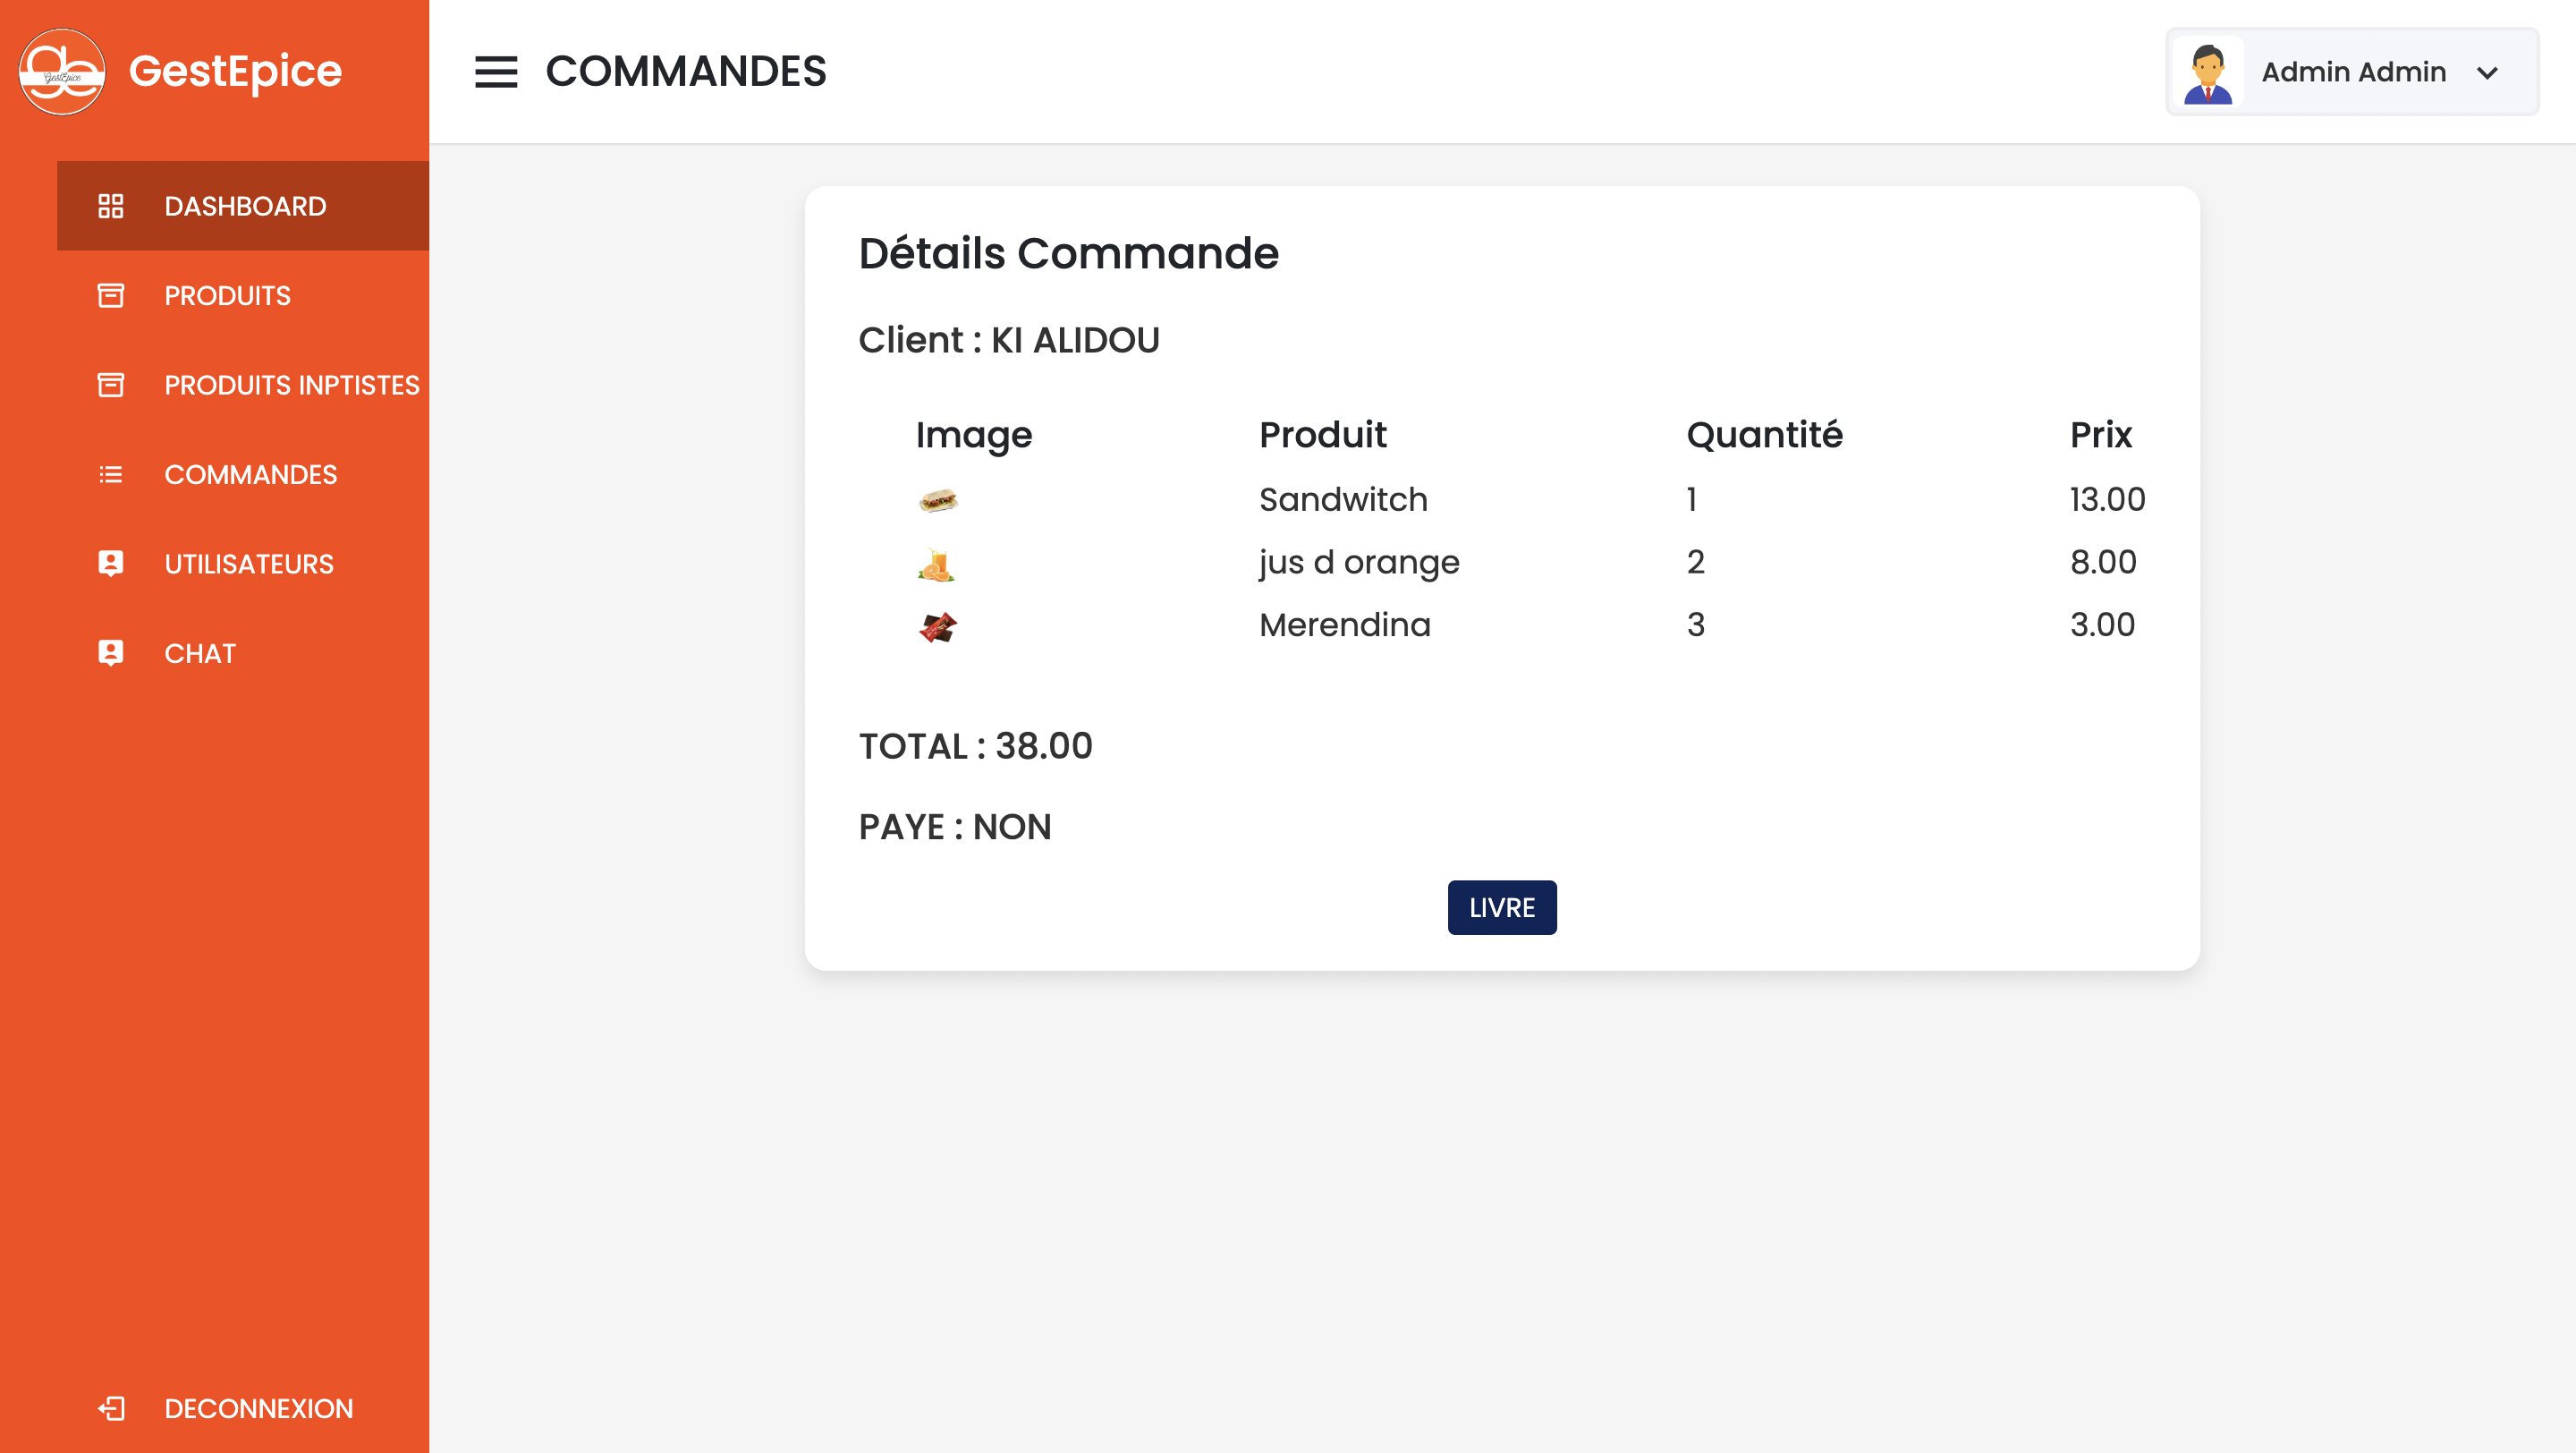 GestEpice
GestEpice
COMMANDES
Admin Admin
DASHBOARD
PRODUITS
PRODUITS INPTISTES
COMMANDES
UTILISATEURS
CHAT
DECONNEXION
Détails Commande
Client : KI ALIDOU
Image Produit Quantité Prix
Sandwitch 1 13.00
jus d orange 2 8.00
Merendina 3 3.00
TOTAL : 38.00
PAYE : NON
LIVRE